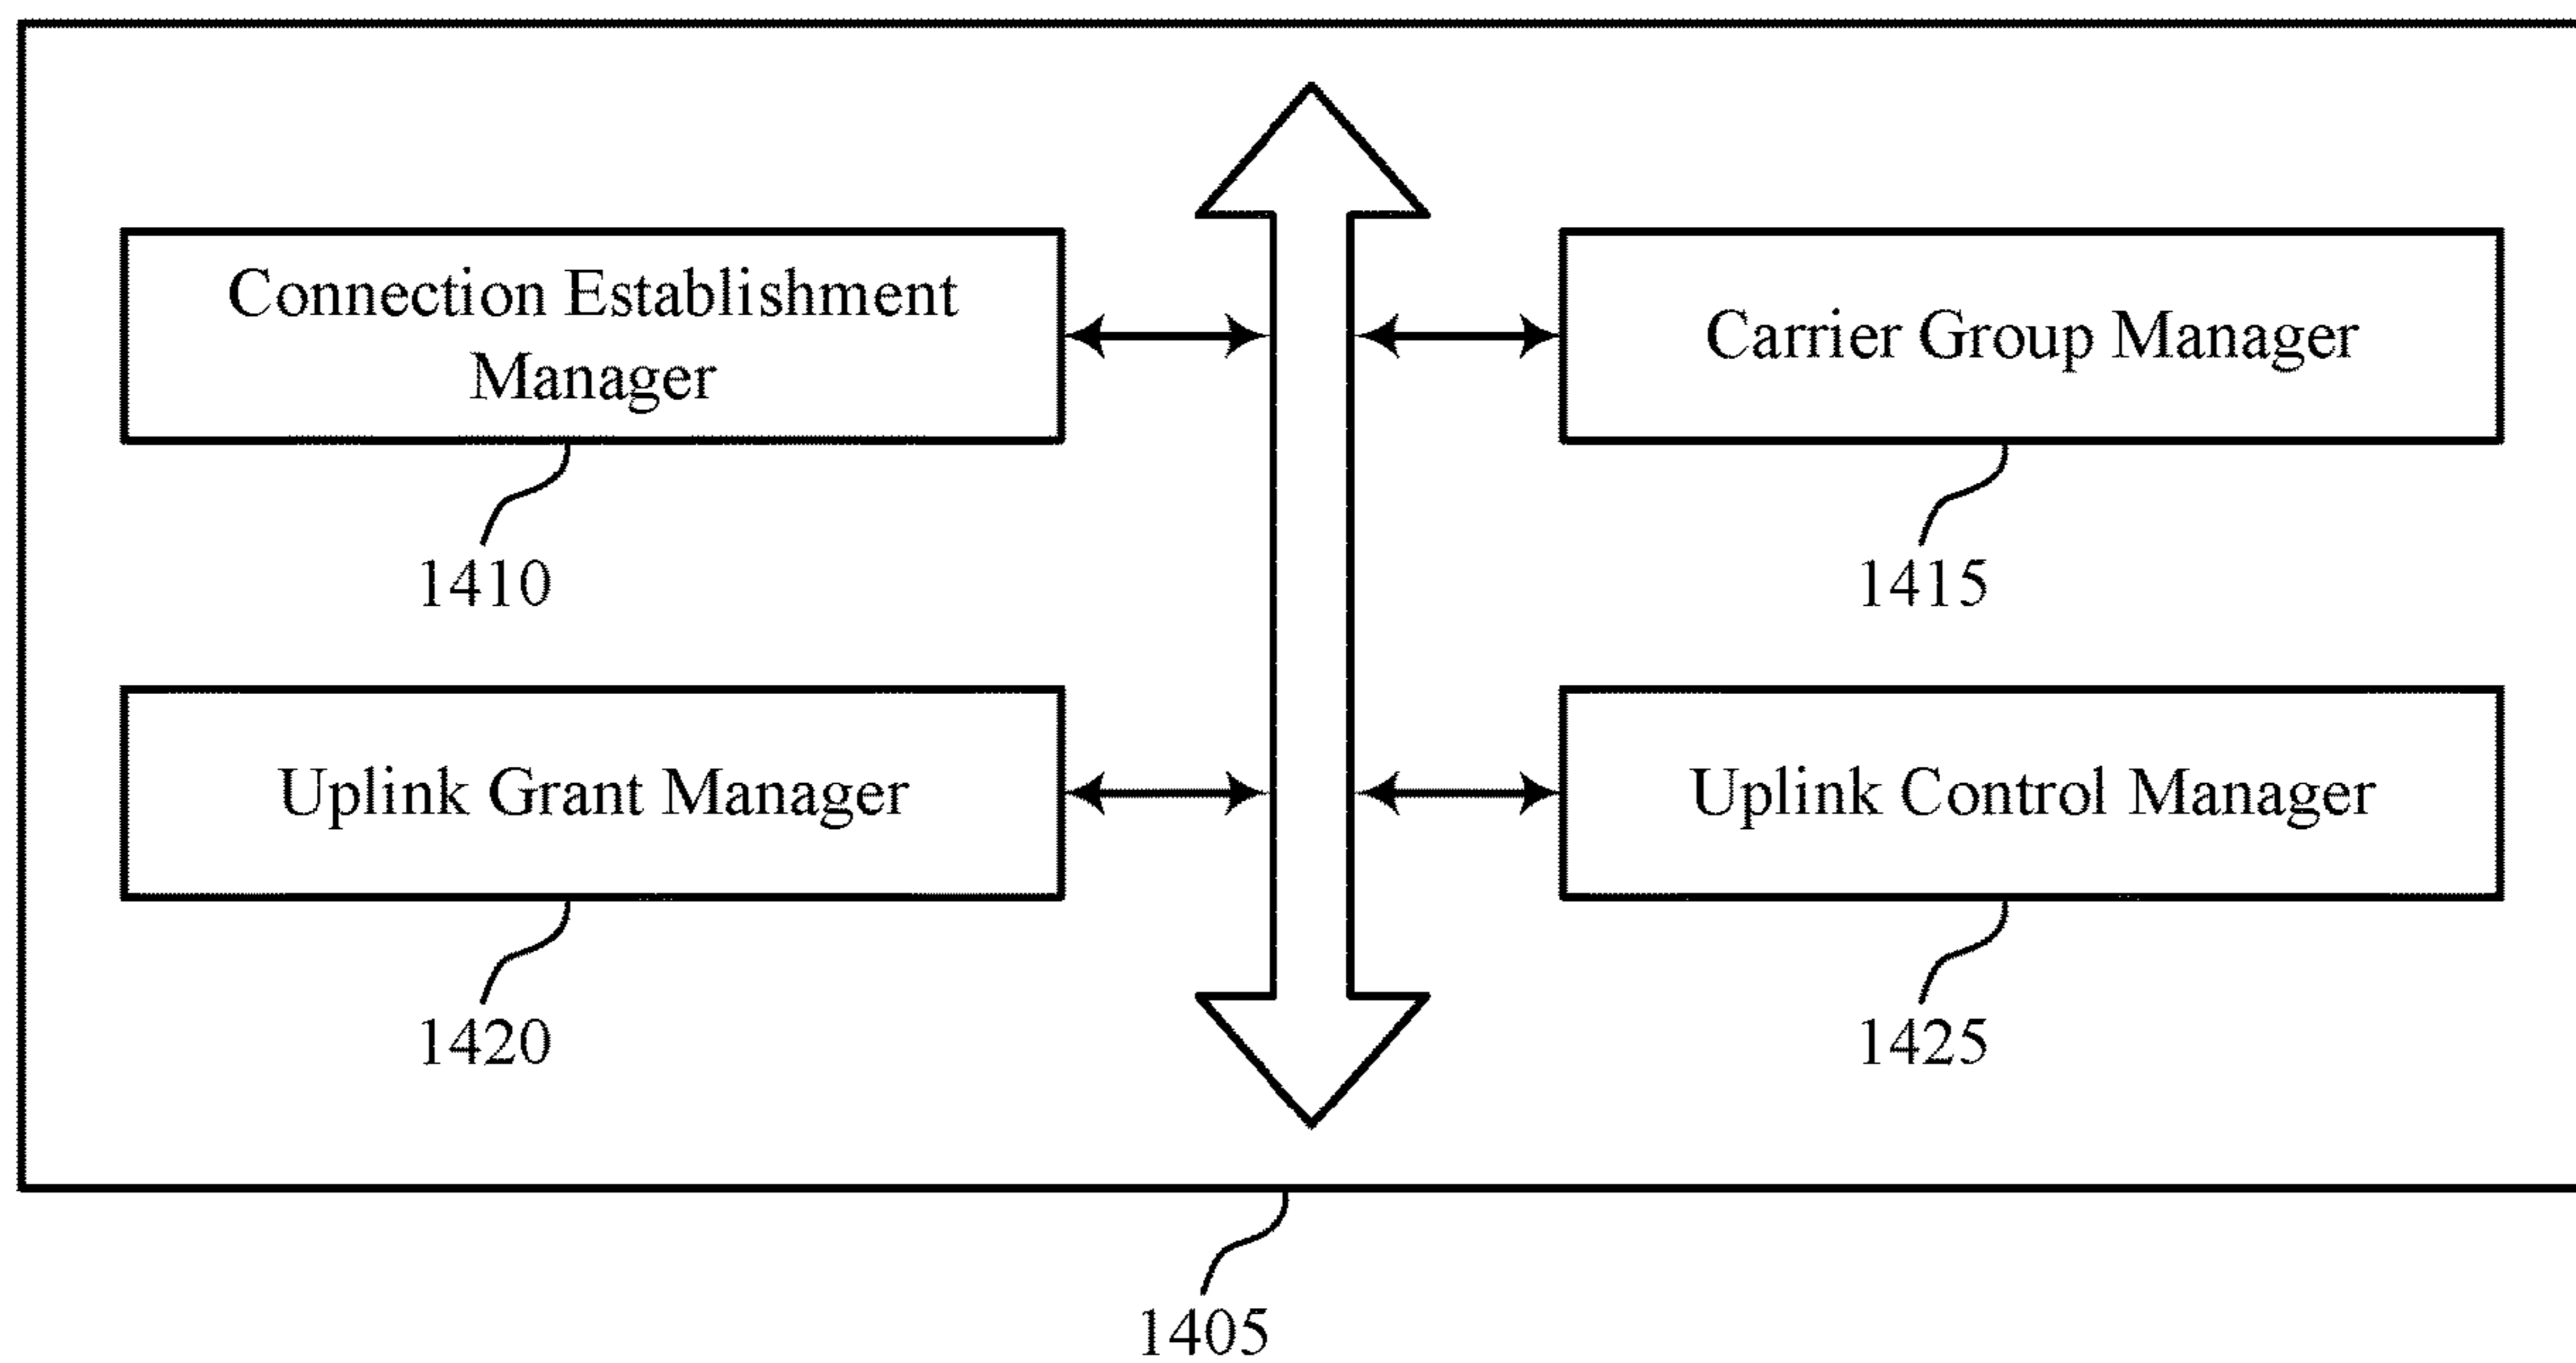 Connection Establishment
Manager
Carrier Group Manager
1410
1415
Uplink Grant Manager
Uplink Control Manager
1420
1425
1405